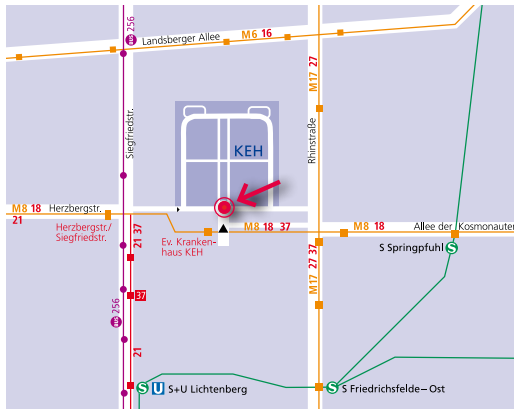 BUS 256
Landsberger Allee
M6 16
M17 27
Siegfriedstr.
Rhinstraße
KEH
M8 18
Herzbergstr.
21
Herzbergstr./
Siegfriedstr.
21 37
Ev. Kranken-
haus KEH
M8 18 37
M8 18
Allee der Kosmonauten
S Springpfuhl
S
M17 27 37
37
BUS 256
21
S U S+U Lichtenberg
S S Friedrichsfelde–Ost